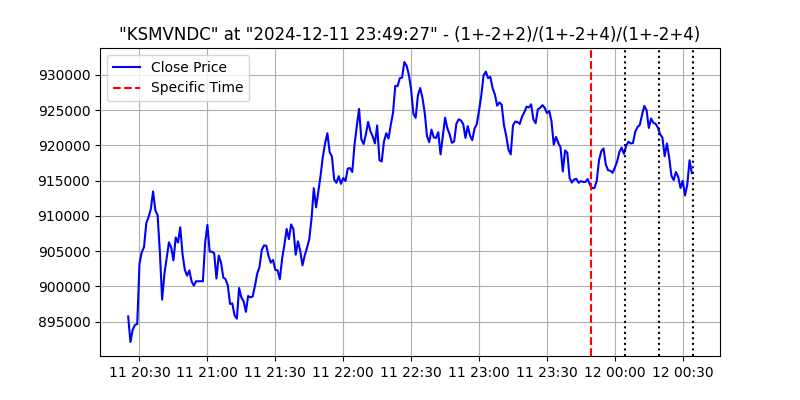 "KSMVNDC" at "2024-12-11 23:49:27" - (1+-2+2)/(1+-2+4)/(1+-2+4)
Close Price
Specific Time
930000
925000
920000
915000
910000
905000
900000
895000
11 20:30 11 21:00 11 21:30 11 22:00 11 22:30 11 23:00 11 23:30 12 00:00 12 00:30